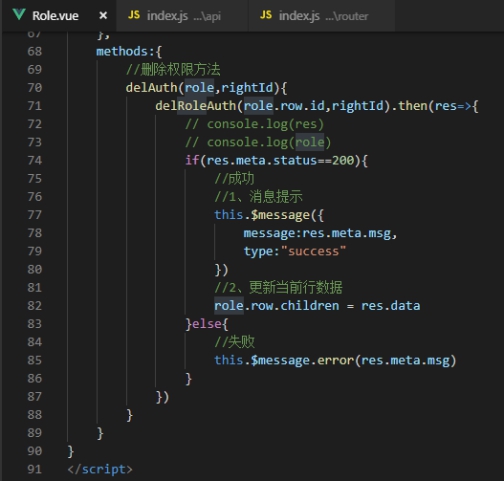 Role.vue × JS index.js ...\api JS index.js ...\router
67 },
68 methods:{
69 //删除权限方法
70 delAuth(role,rightId){
71 delRoleAuth(role.row.id,rightId).then(res=>{
72 // console.log(res)
73 // console.log(role)
74 if(res.meta.status==200){
75 //成功
76 //1、消息提示
77 this.$message({
78 message:res.meta.msg,
79 type:"success"
80 })
81 //2、更新当前行数据
82 role.row.children = res.data
83 }else{
84 //失败
85 this.$message.error(res.meta.msg)
86 }
87 })
88 }
89 }
90 }
91 </script>